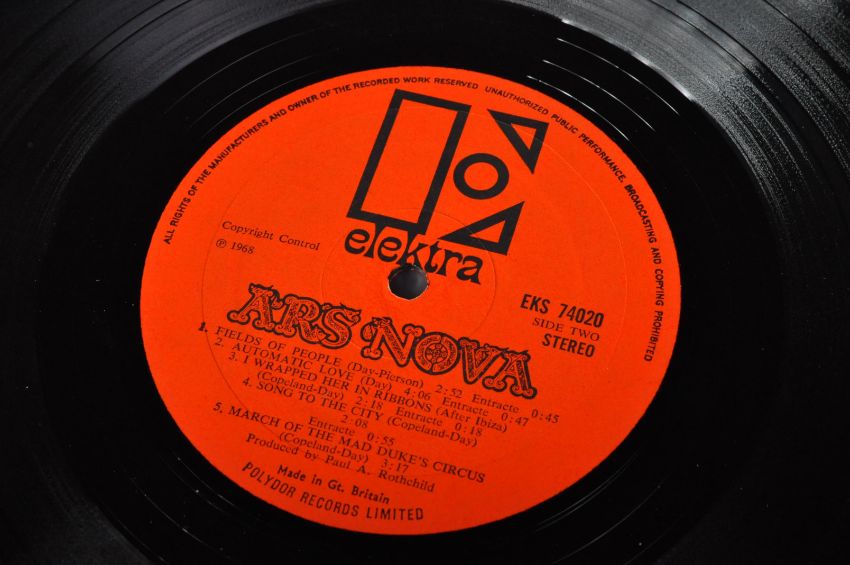 ALL RIGHTS OF THE MANUFACTURERS AND OWNER OF THE RECORDED WORK RESERVED UNAUTHORIZED PUBLIC PERFORMANCE, BROADCASTING AND COPYING PROHIBITED
elektra
Copyright Control
℗ 1968
EKS 74020
SIDE TWO
STEREO
ARS NOVA
1. FIELDS OF PEOPLE (Day-Pierson) 2:52 Entracte 0:45
2. AUTOMATIC LOVE (Day) 4:06 Entracte 0:47
3. I WRAPPED HER IN RIBBONS (After Ibiza)
(Copeland-Day) 2:18 Entracte 0:18
4. SONG TO THE CITY (Copeland-Day)
2:08
Entracte 0:55
5. MARCH OF THE MAD DUKE'S CIRCUS
(Copeland-Day) 3:17
Produced by Paul A. Rothchild
Made in Gt. Britain
POLYDOR RECORDS LIMITED